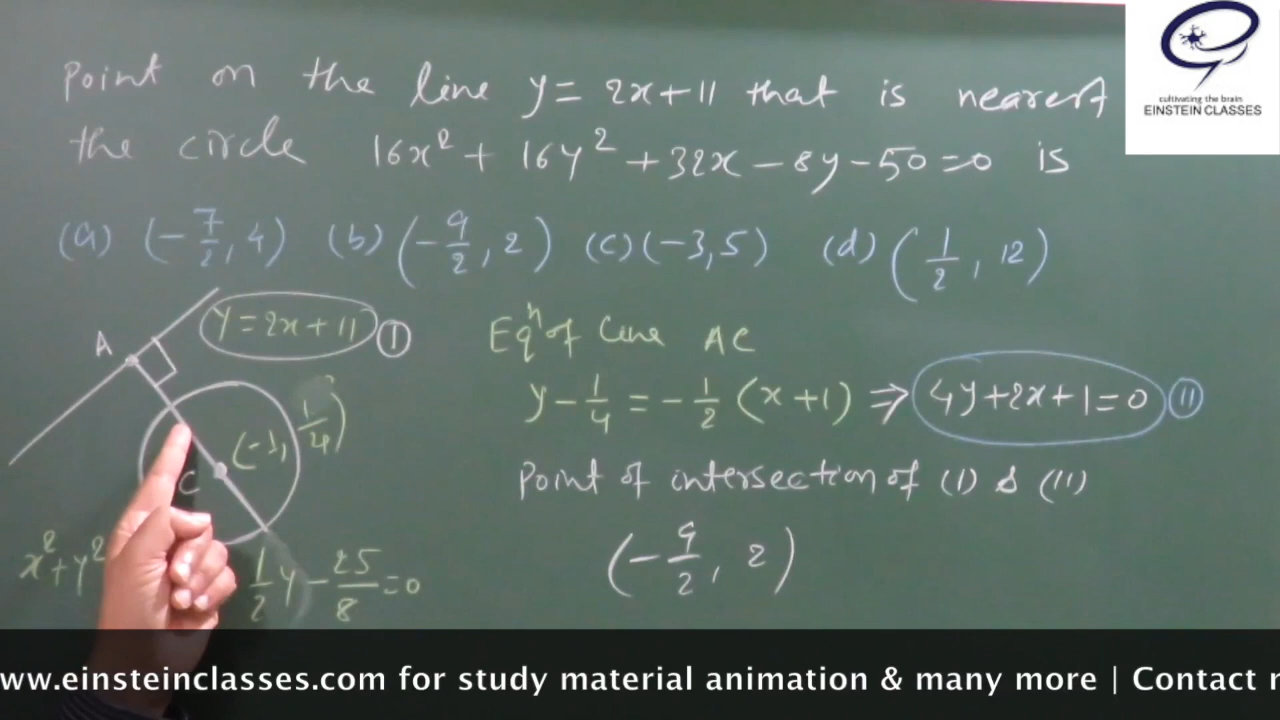 Point on the line y = 2x + 11 that is nearest
the circle 16x² + 16y² + 32x - 8y - 50 = 0 is
(a) (-7/2, 4) (b) (-9/2, 2) (c) (-3, 5) (d) (1/2, 12)
A
y = 2x + 11 (I)
(-1, 1/4)
C
x² + y²
1/2 y - 25/8 = 0
Eqⁿ of line AC
y - 1/4 = -1/2 (x + 1) ⇒ 4y + 2x + 1 = 0 (II)
Point of intersection of (I) & (II)
(-9/2, 2)
cultivating the brain
EINSTEIN CLASSES
ww.einsteinclasses.com for study material animation & many more | Contact